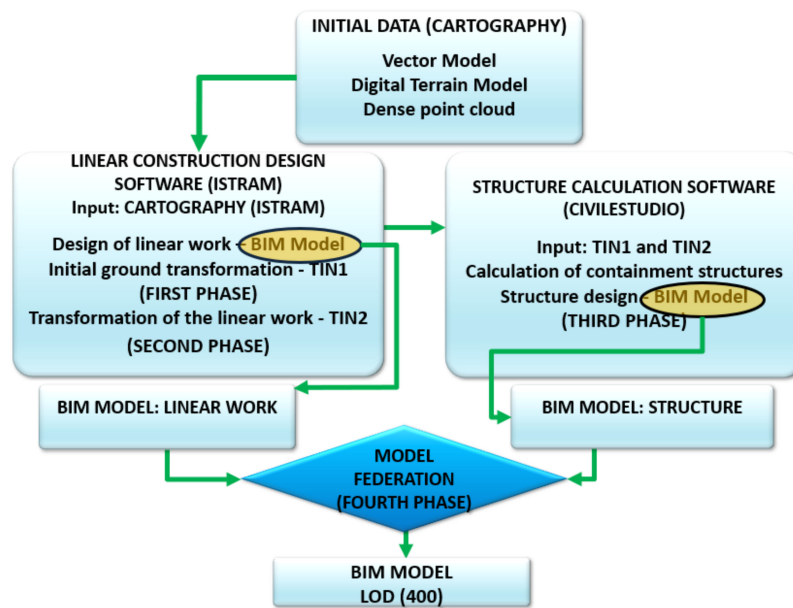 INITIAL DATA (CARTOGRAPHY)
Vector Model
Digital Terrain Model
Dense point cloud
LINEAR CONSTRUCTION DESIGN
SOFTWARE (ISTRAM)
Input: CARTOGRAPHY (ISTRAM)
Design of linear work - BIM Model
Initial ground transformation - TIN1
(FIRST PHASE)
Transformation of the linear work - TIN2
(SECOND PHASE)
STRUCTURE CALCULATION SOFTWARE
(CIVILESTUDIO)
Input: TIN1 and TIN2
Calculation of containment structures
Structure design - BIM Model
(THIRD PHASE)
BIM MODEL: LINEAR WORK
BIM MODEL: STRUCTURE
MODEL
FEDERATION
(FOURTH PHASE)
BIM MODEL
LOD (400)